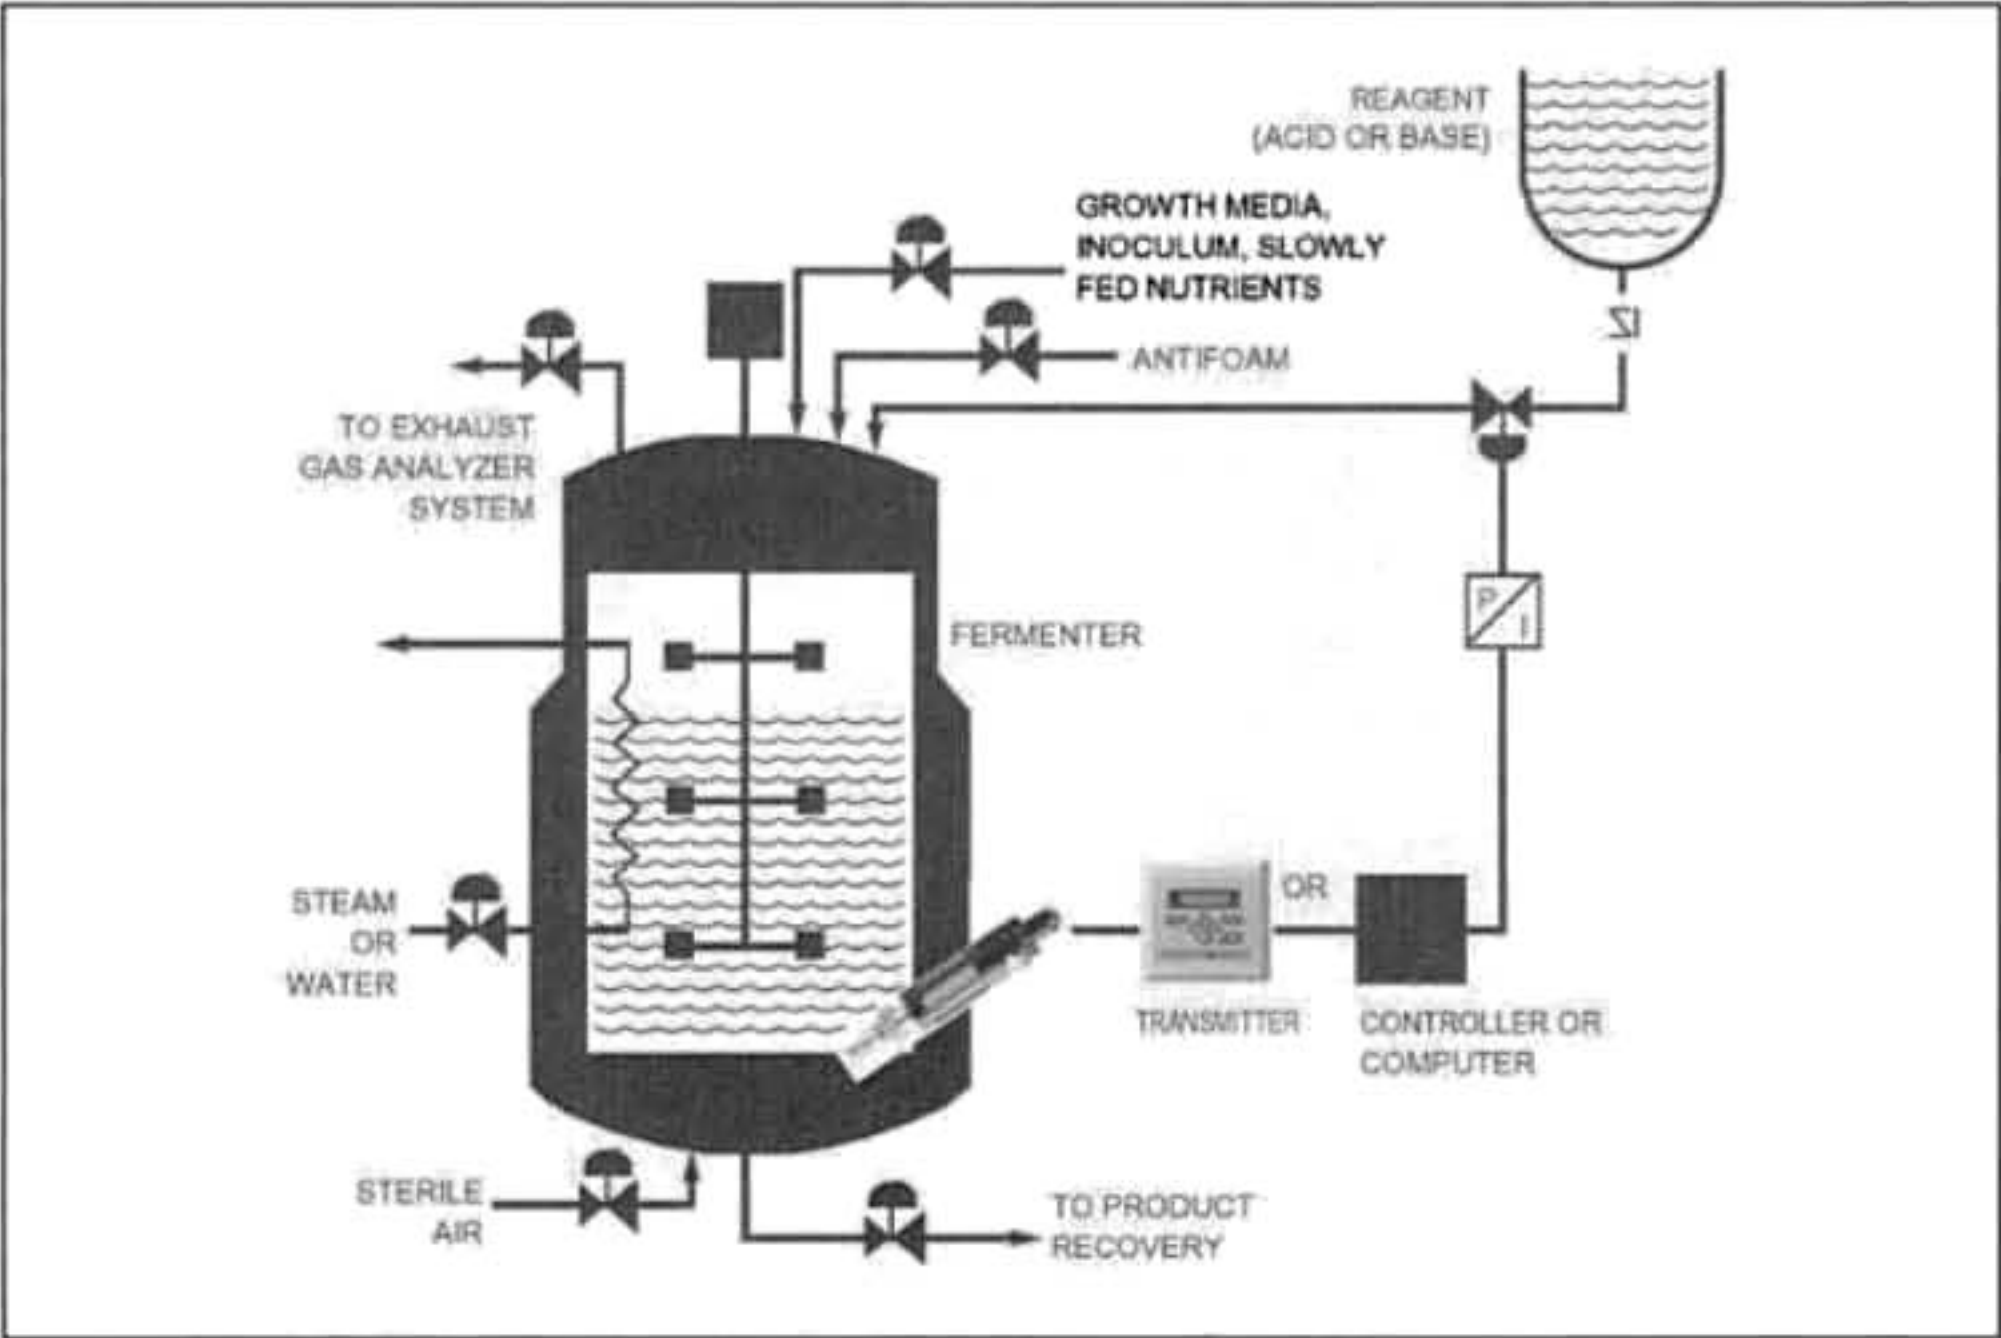 REAGENT
(ACID OR BASE)
GROWTH MEDIA,
INOCULUM, SLOWLY
FED NUTRIENTS
ANTIFOAM
TO EXHAUST
GAS ANALYZER
SYSTEM
P
I
FERMENTER
STEAM
OR
WATER
OR
TRANSMITTER
CONTROLLER OR
COMPUTER
STERILE
AIR
TO PRODUCT
RECOVERY